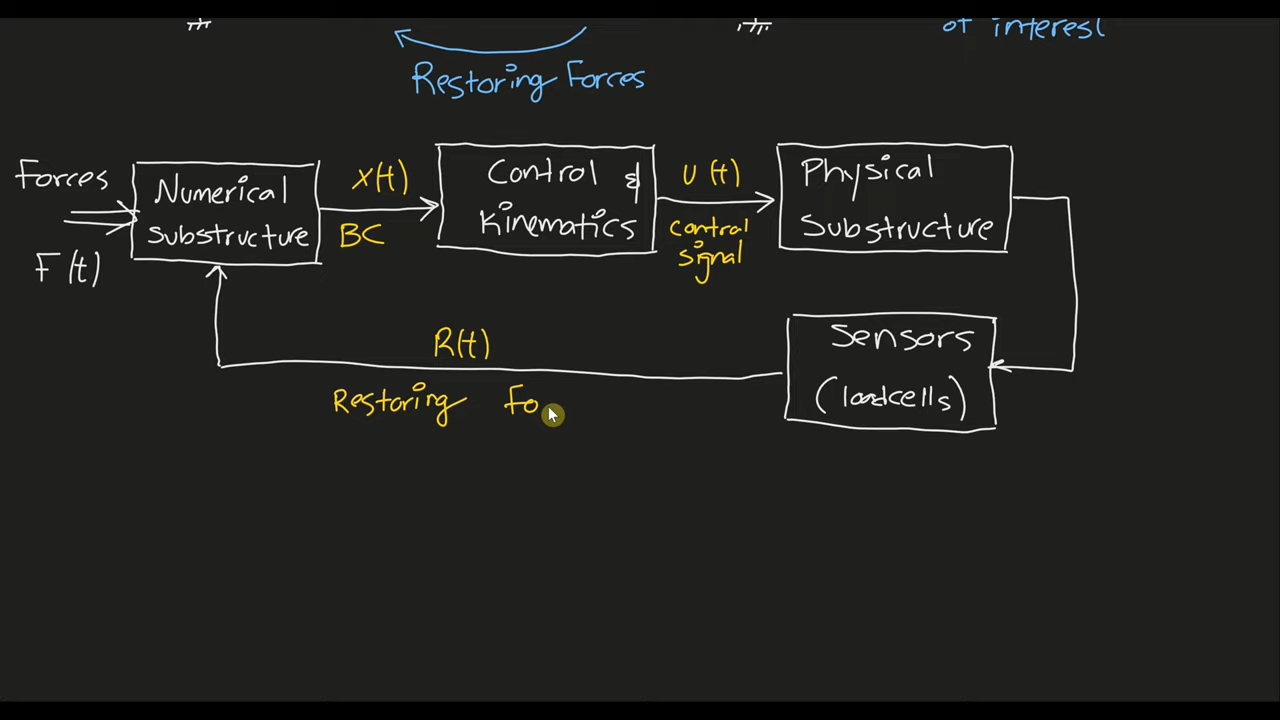 of interest
Restoring Forces
Forces
F(t)
Numerical
substructure
x(t)
BC
Control &
Kinematics
U(t)
control
signal
Physical
Substructure
Sensors
(loadcells)
R(t)
Restoring Fo